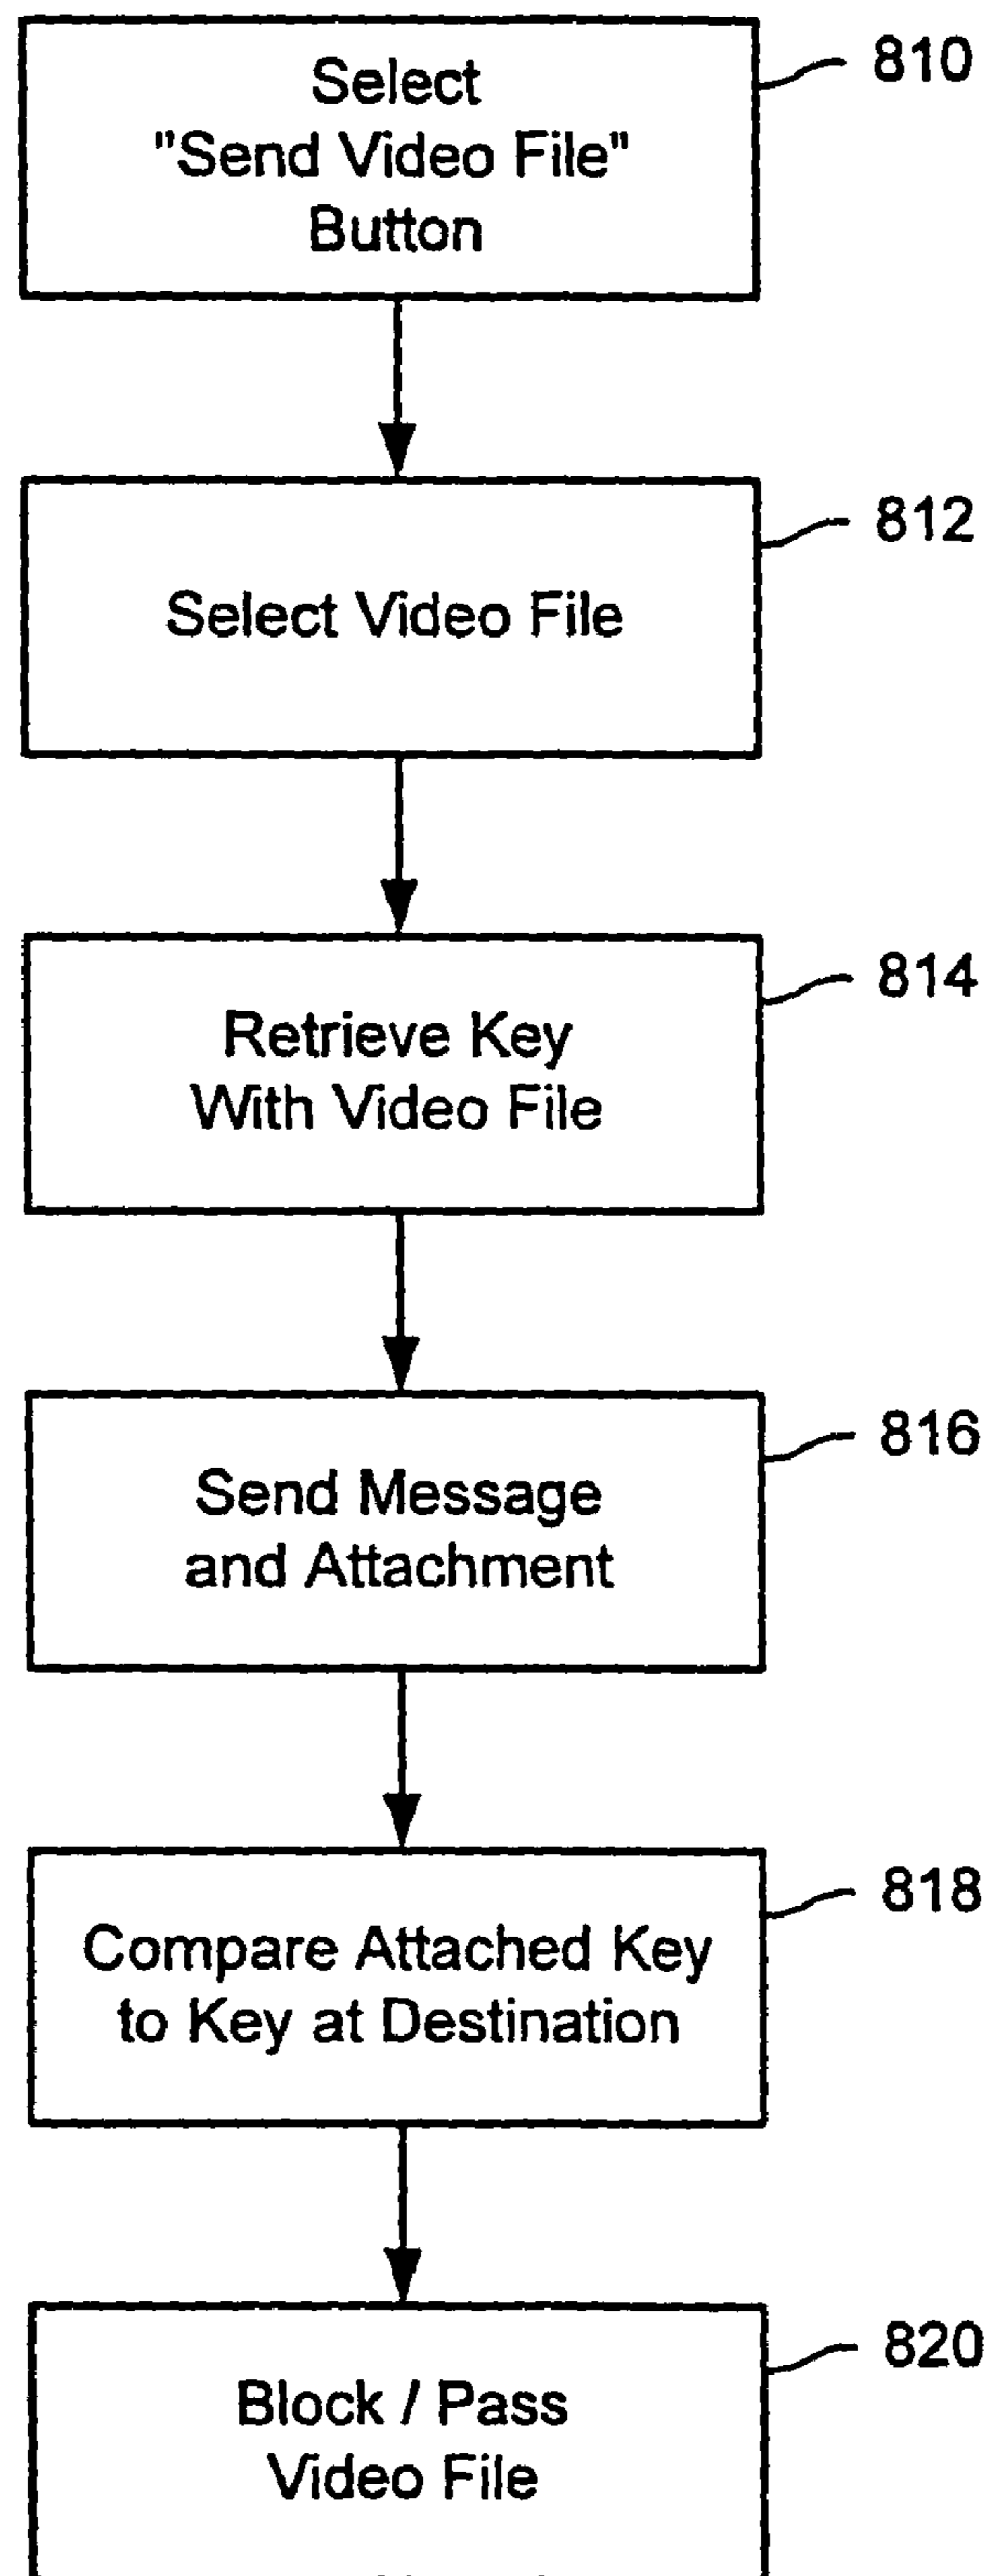 Select
"Send Video File"
Button
810
Select Video File
812
Retrieve Key
With Video File
814
Send Message
and Attachment
816
Compare Attached Key
to Key at Destination
818
Block / Pass
Video File
820